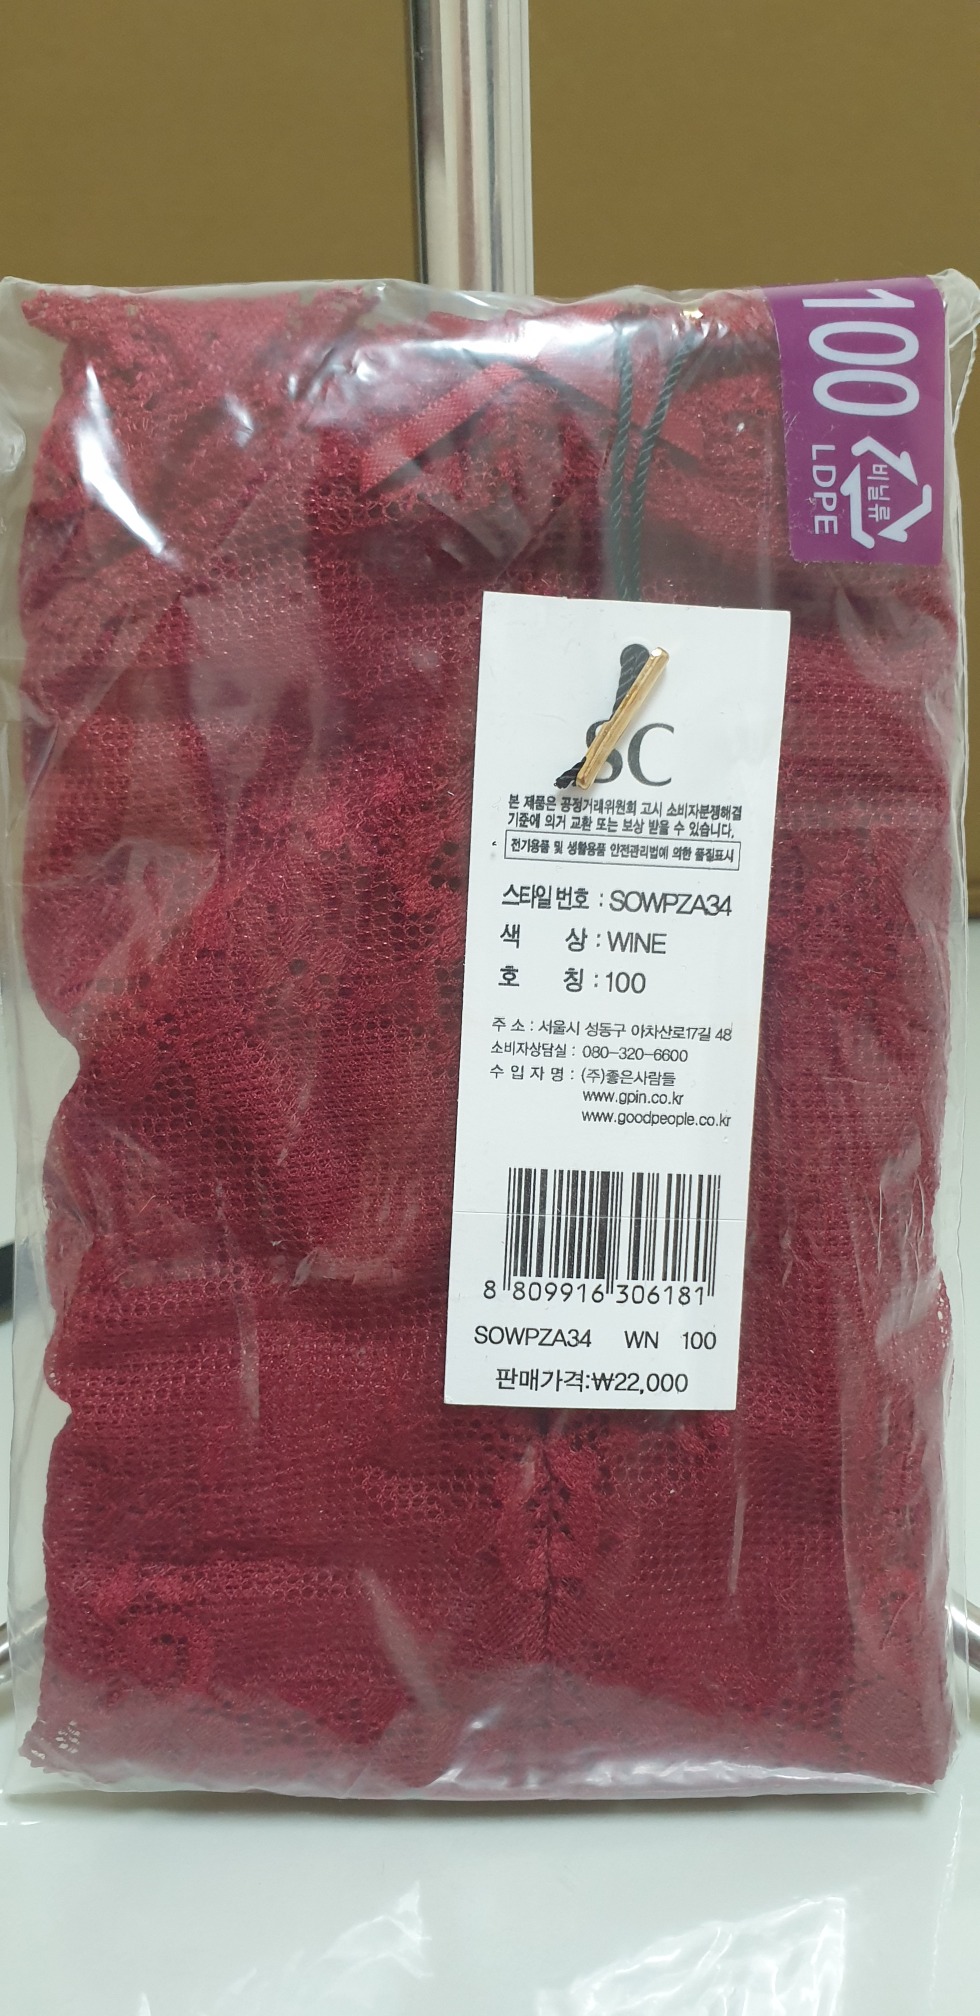 100
LDPE
비닐류
SC
본 제품은 공정거래위원회 고시 소비자분쟁해결
기준에 의거 교환 또는 보상 받을 수 있습니다.
전기용품 및 생활용품 안전관리법에 의한 품질표시
스타일번호 : SOWPZA34
색 상 : WINE
호 칭 : 100
주 소 : 서울시 성동구 아차산로17길 48
소비자상담실 : 080-320-6600
수 입 자 명 : (주)좋은사람들
www.gpin.co.kr
www.goodpeople.co.kr
8 809916 306181
SOWPZA34 WN 100
판매가격:₩22,000